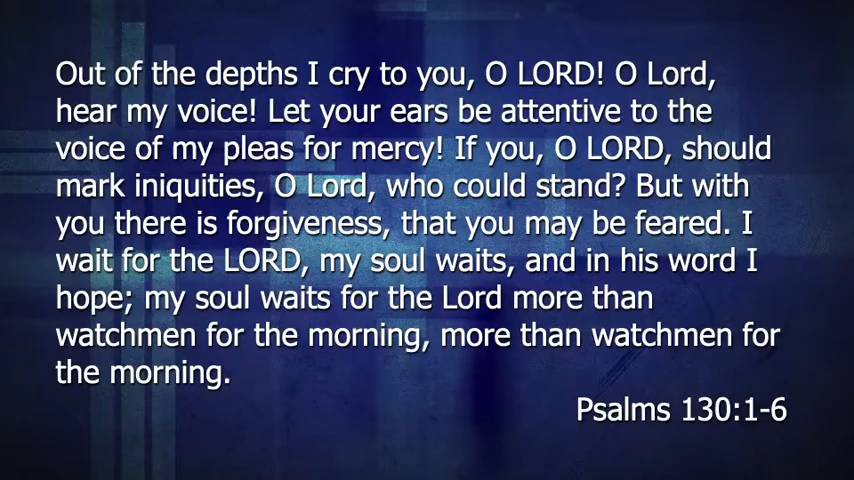 Out of the depths I cry to you, O LORD! O Lord,
hear my voice! Let your ears be attentive to the
voice of my pleas for mercy! If you, O LORD, should
mark iniquities, O Lord, who could stand? But with
you there is forgiveness, that you may be feared. I
wait for the LORD, my soul waits, and in his word I
hope; my soul waits for the Lord more than
watchmen for the morning, more than watchmen for
the morning.
Psalms 130:1-6